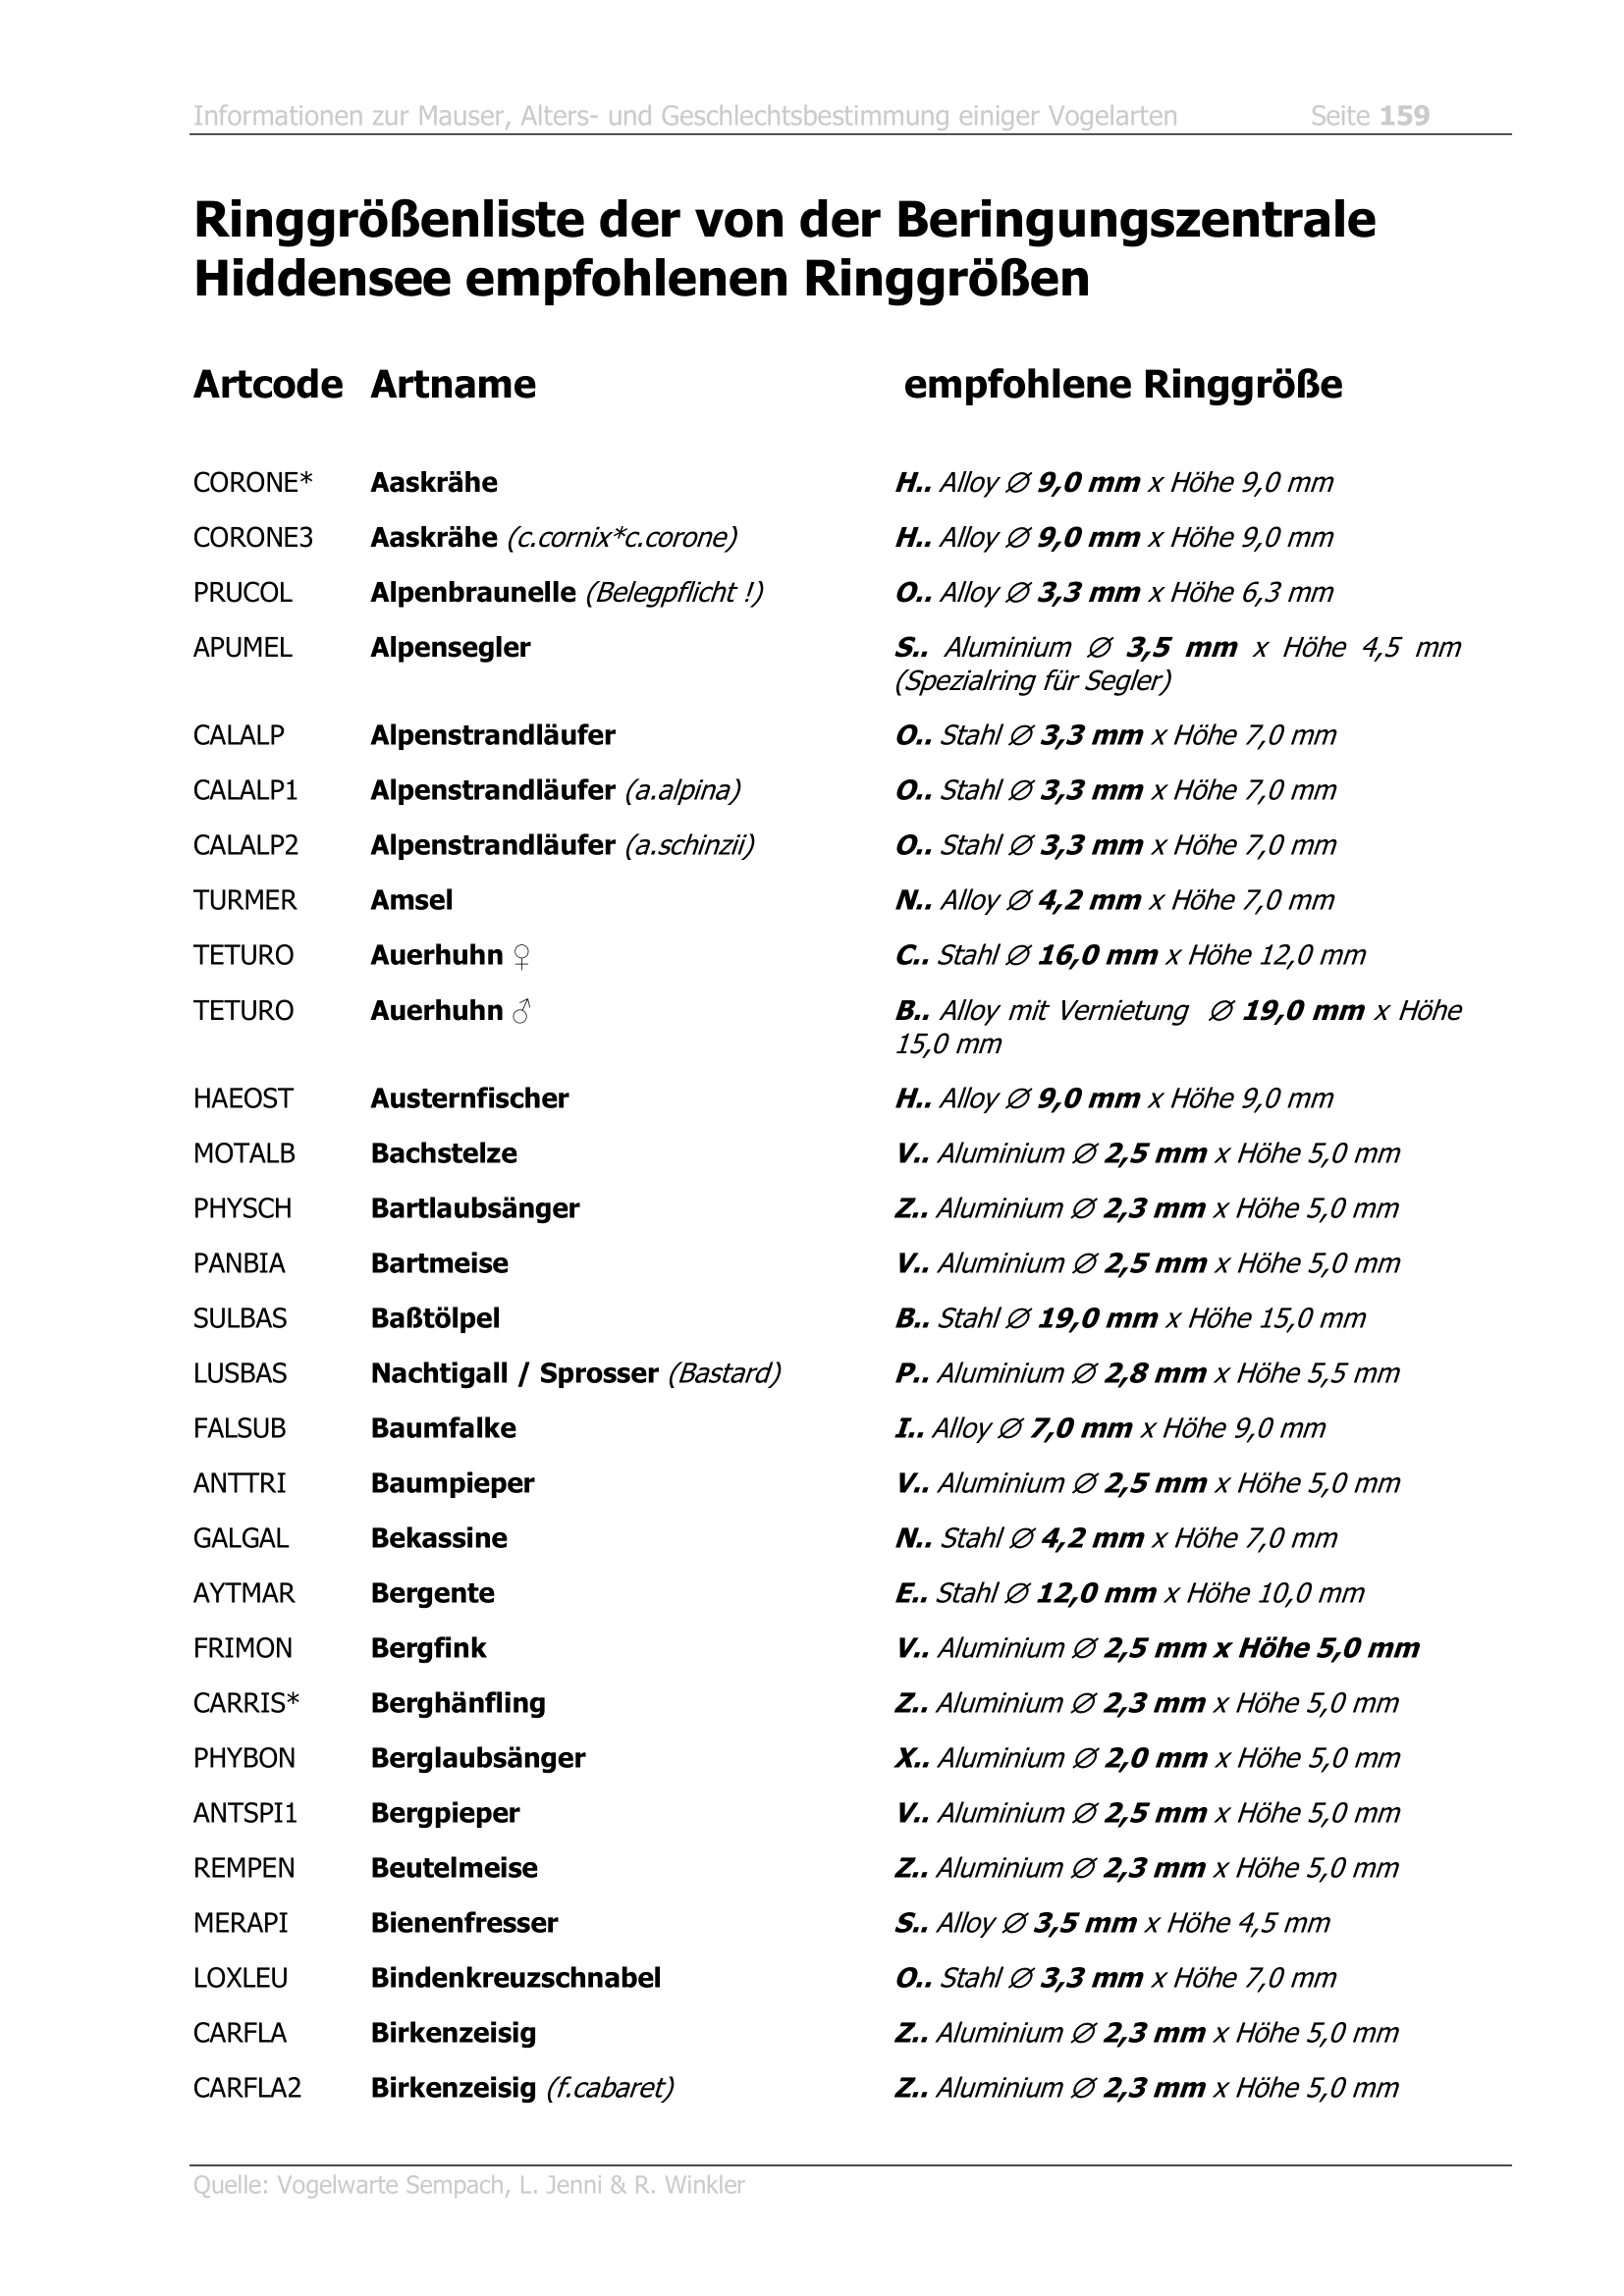 Informationen zur Mauser, Alters- und Geschlechtsbestimmung einiger Vogelarten Seite 159
Ringgrößenliste der von der Beringungszentrale
Hiddensee empfohlenen Ringgrößen
Artcode Artname empfohlene Ringgröße
CORONE* Aaskrähe H.. Alloy ∅ 9,0 mm x Höhe 9,0 mm
CORONE3 Aaskrähe (c.cornix*c.corone) H.. Alloy ∅ 9,0 mm x Höhe 9,0 mm
PRUCOL Alpenbraunelle (Belegpflicht !) O.. Alloy ∅ 3,3 mm x Höhe 6,3 mm
APUMEL Alpensegler S.. Aluminium ∅ 3,5 mm x Höhe 4,5 mm
(Spezialring für Segler)
CALALP Alpenstrandläufer O.. Stahl ∅ 3,3 mm x Höhe 7,0 mm
CALALP1 Alpenstrandläufer (a.alpina) O.. Stahl ∅ 3,3 mm x Höhe 7,0 mm
CALALP2 Alpenstrandläufer (a.schinzii) O.. Stahl ∅ 3,3 mm x Höhe 7,0 mm
TURMER Amsel N.. Alloy ∅ 4,2 mm x Höhe 7,0 mm
TETURO Auerhuhn ♀ C.. Stahl ∅ 16,0 mm x Höhe 12,0 mm
TETURO Auerhuhn ♂ B.. Alloy mit Vernietung ∅ 19,0 mm x Höhe
15,0 mm
HAEOST Austernfischer H.. Alloy ∅ 9,0 mm x Höhe 9,0 mm
MOTALB Bachstelze V.. Aluminium ∅ 2,5 mm x Höhe 5,0 mm
PHYSCH Bartlaubsänger Z.. Aluminium ∅ 2,3 mm x Höhe 5,0 mm
PANBIA Bartmeise V.. Aluminium ∅ 2,5 mm x Höhe 5,0 mm
SULBAS Baßtölpel B.. Stahl ∅ 19,0 mm x Höhe 15,0 mm
LUSBAS Nachtigall / Sprosser (Bastard) P.. Aluminium ∅ 2,8 mm x Höhe 5,5 mm
FALSUB Baumfalke I.. Alloy ∅ 7,0 mm x Höhe 9,0 mm
ANTTRI Baumpieper V.. Aluminium ∅ 2,5 mm x Höhe 5,0 mm
GALGAL Bekassine N.. Stahl ∅ 4,2 mm x Höhe 7,0 mm
AYTMAR Bergente E.. Stahl ∅ 12,0 mm x Höhe 10,0 mm
FRIMON Bergfink V.. Aluminium ∅ 2,5 mm x Höhe 5,0 mm
CARRIS* Berghänfling Z.. Aluminium ∅ 2,3 mm x Höhe 5,0 mm
PHYBON Berglaubsänger X.. Aluminium ∅ 2,0 mm x Höhe 5,0 mm
ANTSPI1 Bergpieper V.. Aluminium ∅ 2,5 mm x Höhe 5,0 mm
REMPEN Beutelmeise Z.. Aluminium ∅ 2,3 mm x Höhe 5,0 mm
MERAPI Bienenfresser S.. Alloy ∅ 3,5 mm x Höhe 4,5 mm
LOXLEU Bindenkreuzschnabel O.. Stahl ∅ 3,3 mm x Höhe 7,0 mm
CARFLA Birkenzeisig Z.. Aluminium ∅ 2,3 mm x Höhe 5,0 mm
CARFLA2 Birkenzeisig (f.cabaret) Z.. Aluminium ∅ 2,3 mm x Höhe 5,0 mm
Quelle: Vogelwarte Sempach, L. Jenni & R. Winkler